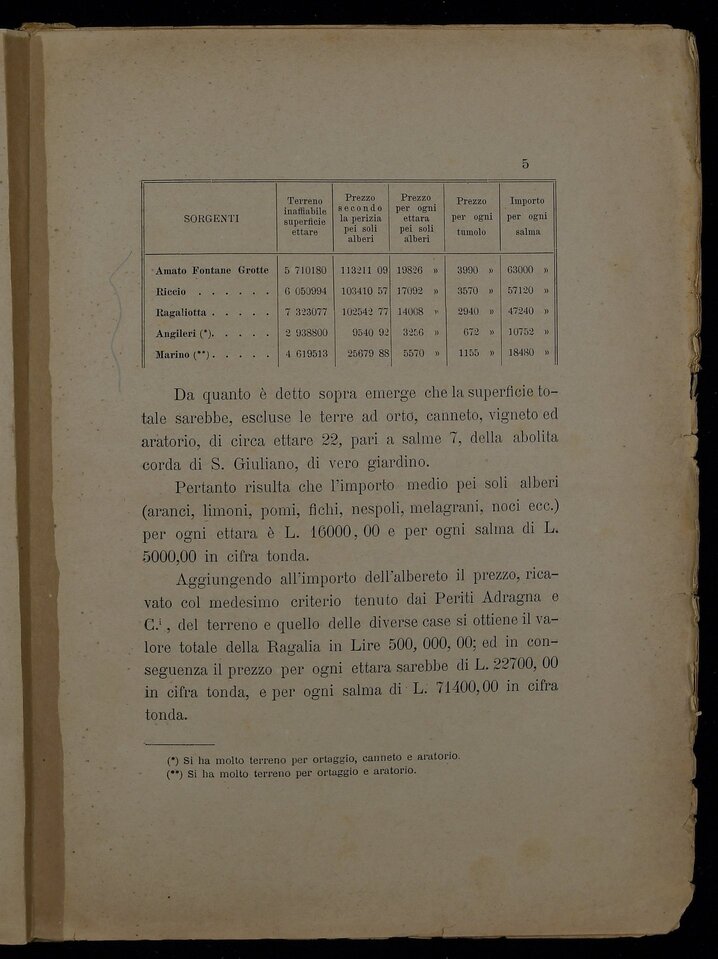 5
SORGENTI
Terreno
inaffiabile
superficie
ettare
Prezzo
secondo
la perizia
pei soli
alberi
Prezzo
per ogni
ettara
pei soli
alberi
Prezzo
per ogni
tumolo
Importo
per ogni
salma
Amato Fontane Grotte 5 710180 113211 09 19826 » 3990 » 63000 »
Riccio . . . . . . 6 050994 103410 57 17092 » 3570 » 57120 »
Ragaliotta . . . . . 7 323077 102542 77 14008 » 2940 » 47240 »
Angileri (*). . . . . 2 938800 9540 92 3256 » 672 » 10752 »
Marino (**) . . . . . 4 619513 25679 88 5570 » 1155 » 18480 »
Da quanto è detto sopra emerge che la superficie to-
tale sarebbe, escluse le terre ad orto, canneto, vigneto ed
aratorio, di circa ettare 22, pari a salme 7, della abolita
corda di S. Giuliano, di vero giardino.
Pertanto risulta che l'importo medio pei soli alberi
(aranci, limoni, pomi, fichi, nespoli, melagrani, noci ecc.)
per ogni ettara è L. 16000, 00 e per ogni salma di L.
5000,00 in cifra tonda.
Aggiungendo all'importo dell'albereto il prezzo, rica-
vato col medesimo criterio tenuto dai Periti Adragna e
C.i , del terreno e quello delle diverse case si ottiene il va-
lore totale della Ragalia in Lire 500, 000, 00; ed in con-
seguenza il prezzo per ogni ettara sarebbe di L. 22700, 00
in cifra tonda, e per ogni salma di L. 71400,00 in cifra
tonda.
(*) Si ha molto terreno per ortaggio, canneto e aratorio.
(**) Si ha molto terreno per ortaggio e aratorio.